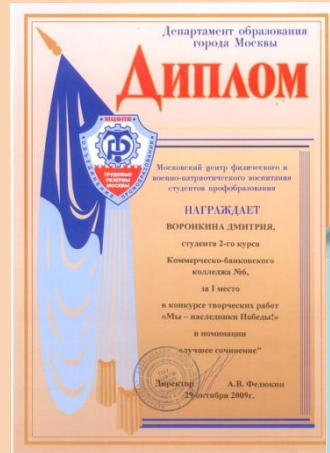 Департамент образования
города Москвы
ДИПЛОМ
МЦФПВ
ТРУДОВЫЕ
РЕЗЕРВЫ
МОСКВЫ
Московский центр физического и
военно-патриотического воспитания
студентов профобразования
НАГРАЖДАЕТ
ВОРОНКИНА ДМИТРИЯ,
студента 2-го курса
Коммерческо-банковского
колледжа №6,
за I место
в конкурсе творческих работ
«Мы – наследники Победы!»
в номинации
"лучшее сочинение"
Директор А.В. Федюкин
29 октября 2009г.